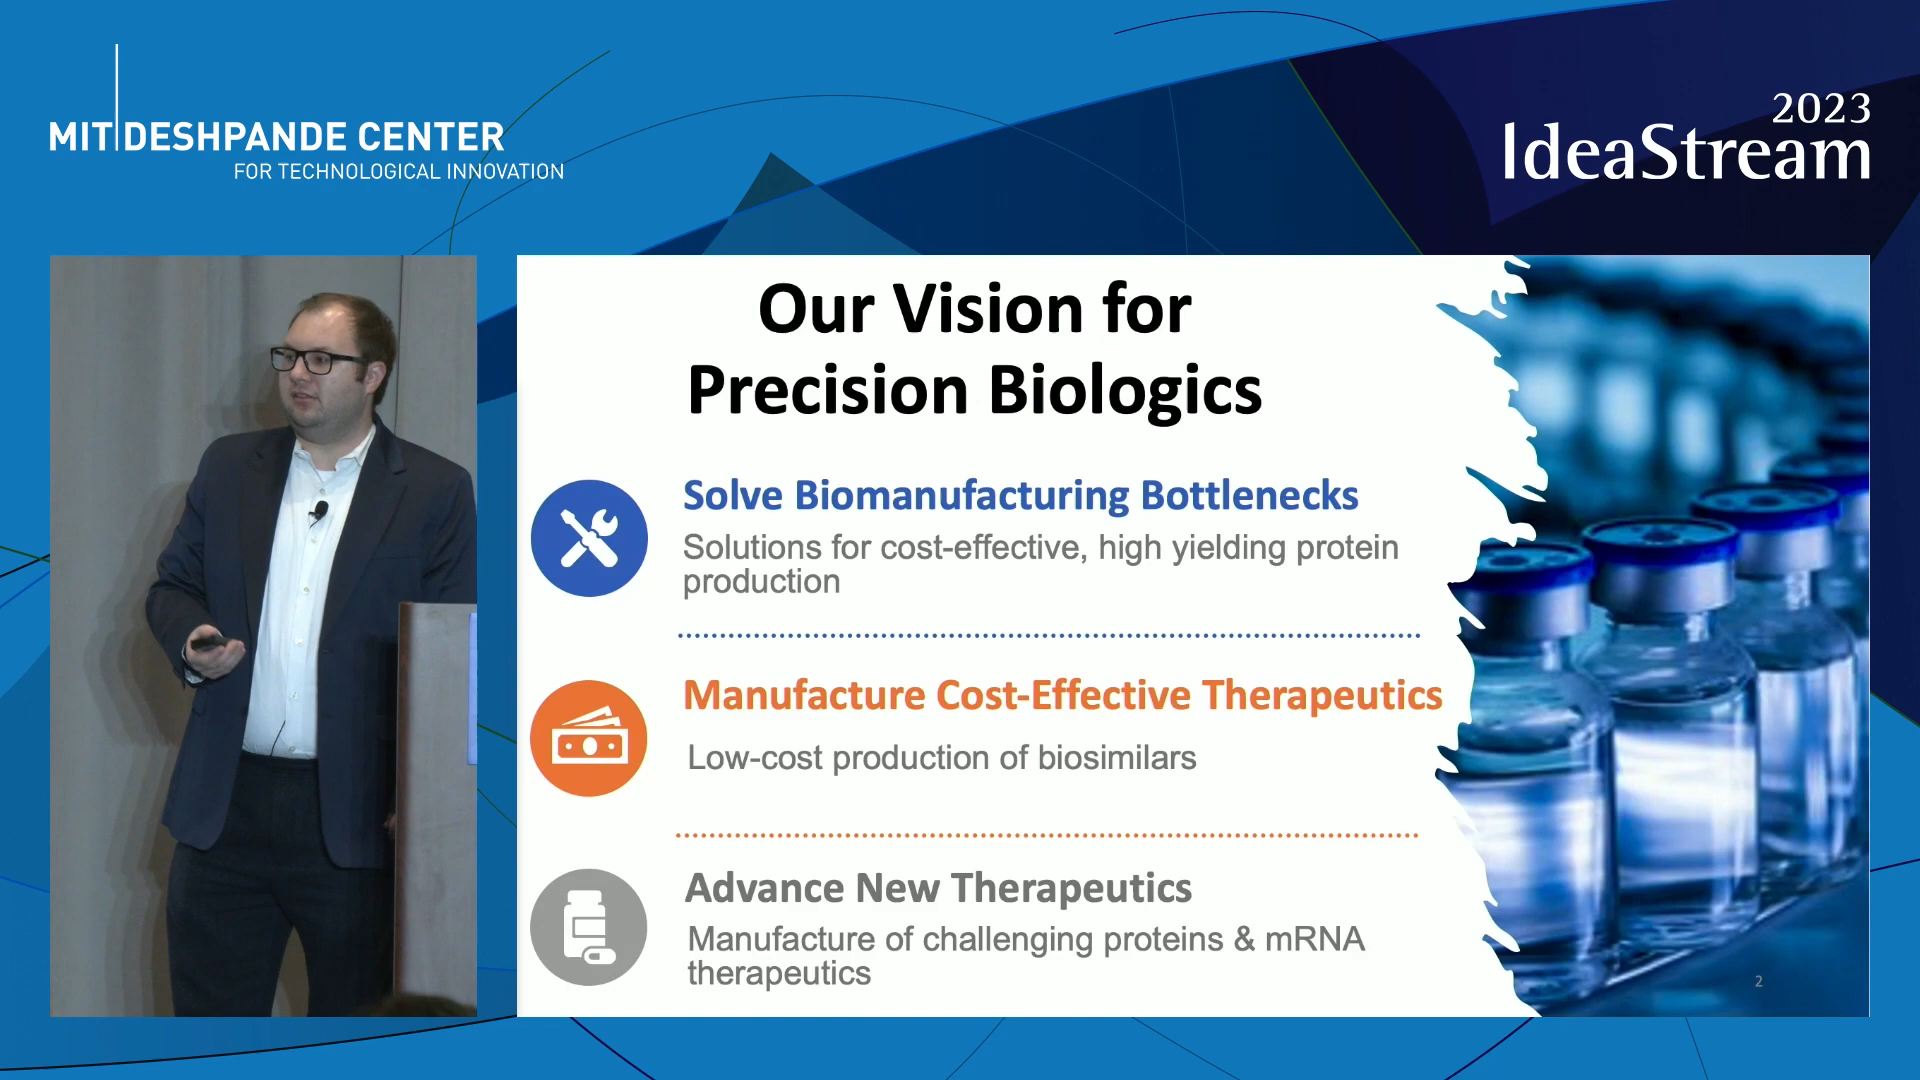 MIT DESHPANDE CENTER
FOR TECHNOLOGICAL INNOVATION
2023
IdeaStream
Our Vision for
Precision Biologics
Solve Biomanufacturing Bottlenecks
Solutions for cost-effective, high yielding protein
production
Manufacture Cost-Effective Therapeutics
Low-cost production of biosimilars
Advance New Therapeutics
Manufacture of challenging proteins & mRNA
therapeutics
2